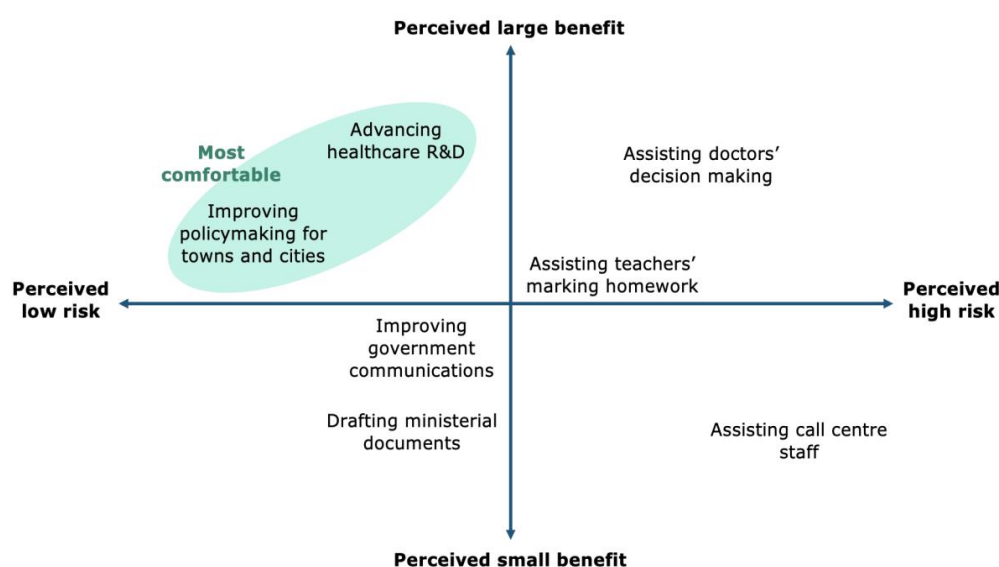 Perceived large benefit
Advancing
healthcare R&D
Most
comfortable
Assisting doctors’
decision making
Improving
policymaking for
towns and cities
Assisting teachers’
marking homework
Perceived
low risk
Perceived
high risk
Improving
government
communications
Drafting ministerial
documents
Assisting call centre
staff
Perceived small benefit